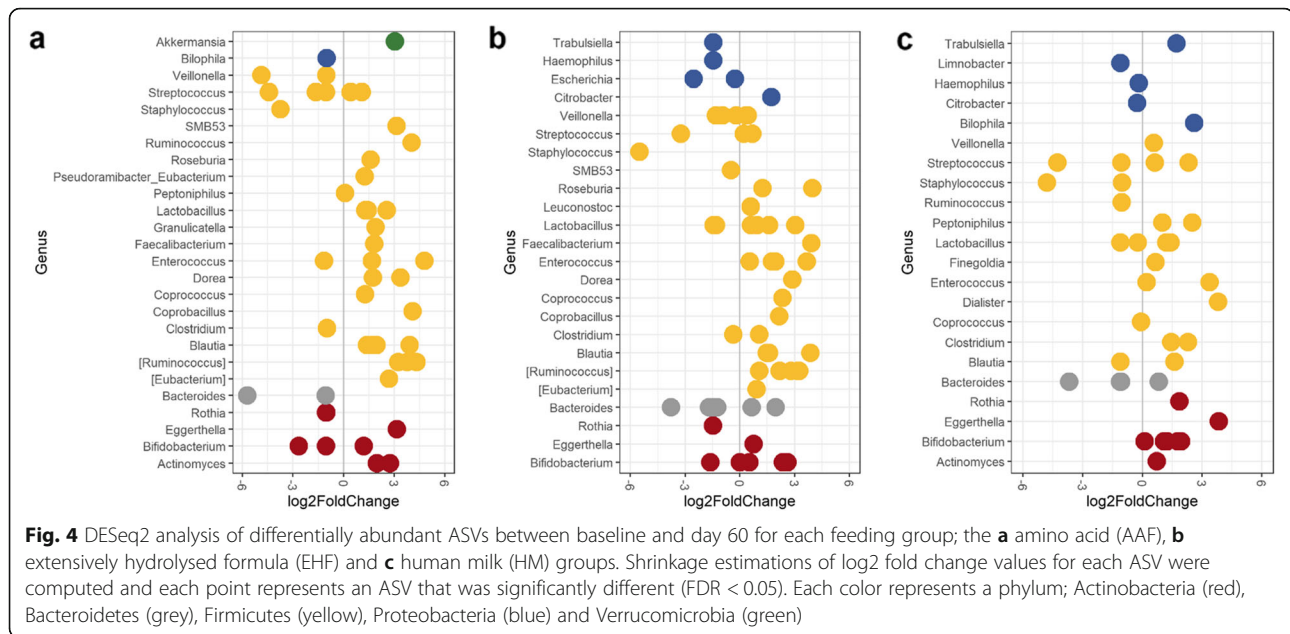 a
Akkermansia
Bilophila
Veillonella
Streptococcus
Staphylococcus
SMB53
Ruminococcus
Roseburia
Pseudoramibacter_Eubacterium
Peptoniphilus
Lactobacillus
Granulicatella
Faecalibacterium
Enterococcus
Dorea
Coprococcus
Coprobacillus
Clostridium
Blautia
[Ruminococcus]
[Eubacterium]
Bacteroides
Rothia
Eggerthella
Bifidobacterium
Actinomyces
Genus
-6
-3
0
3
6
log2FoldChange
b
Trabulsiella
Haemophilus
Escherichia
Citrobacter
Veillonella
Streptococcus
Staphylococcus
SMB53
Roseburia
Leuconostoc
Lactobacillus
Faecalibacterium
Enterococcus
Dorea
Coprococcus
Coprobacillus
Clostridium
Blautia
[Ruminococcus]
[Eubacterium]
Bacteroides
Rothia
Eggerthella
Bifidobacterium
Genus
-6
-3
0
3
6
log2FoldChange
c
Trabulsiella
Limnobacter
Haemophilus
Citrobacter
Bilophila
Veillonella
Streptococcus
Staphylococcus
Ruminococcus
Peptoniphilus
Lactobacillus
Finegoldia
Enterococcus
Dialister
Coprococcus
Clostridium
Blautia
Bacteroides
Rothia
Eggerthella
Bifidobacterium
Actinomyces
Genus
-6
-3
0
3
6
log2FoldChange
Fig. 4 DESeq2 analysis of differentially abundant ASVs between baseline and day 60 for each feeding group; the a amino acid (AAF), b
extensively hydrolysed formula (EHF) and c human milk (HM) groups. Shrinkage estimations of log2 fold change values for each ASV were
computed and each point represents an ASV that was significantly different (FDR < 0.05). Each color represents a phylum; Actinobacteria (red),
Bacteroidetes (grey), Firmicutes (yellow), Proteobacteria (blue) and Verrucomicrobia (green)